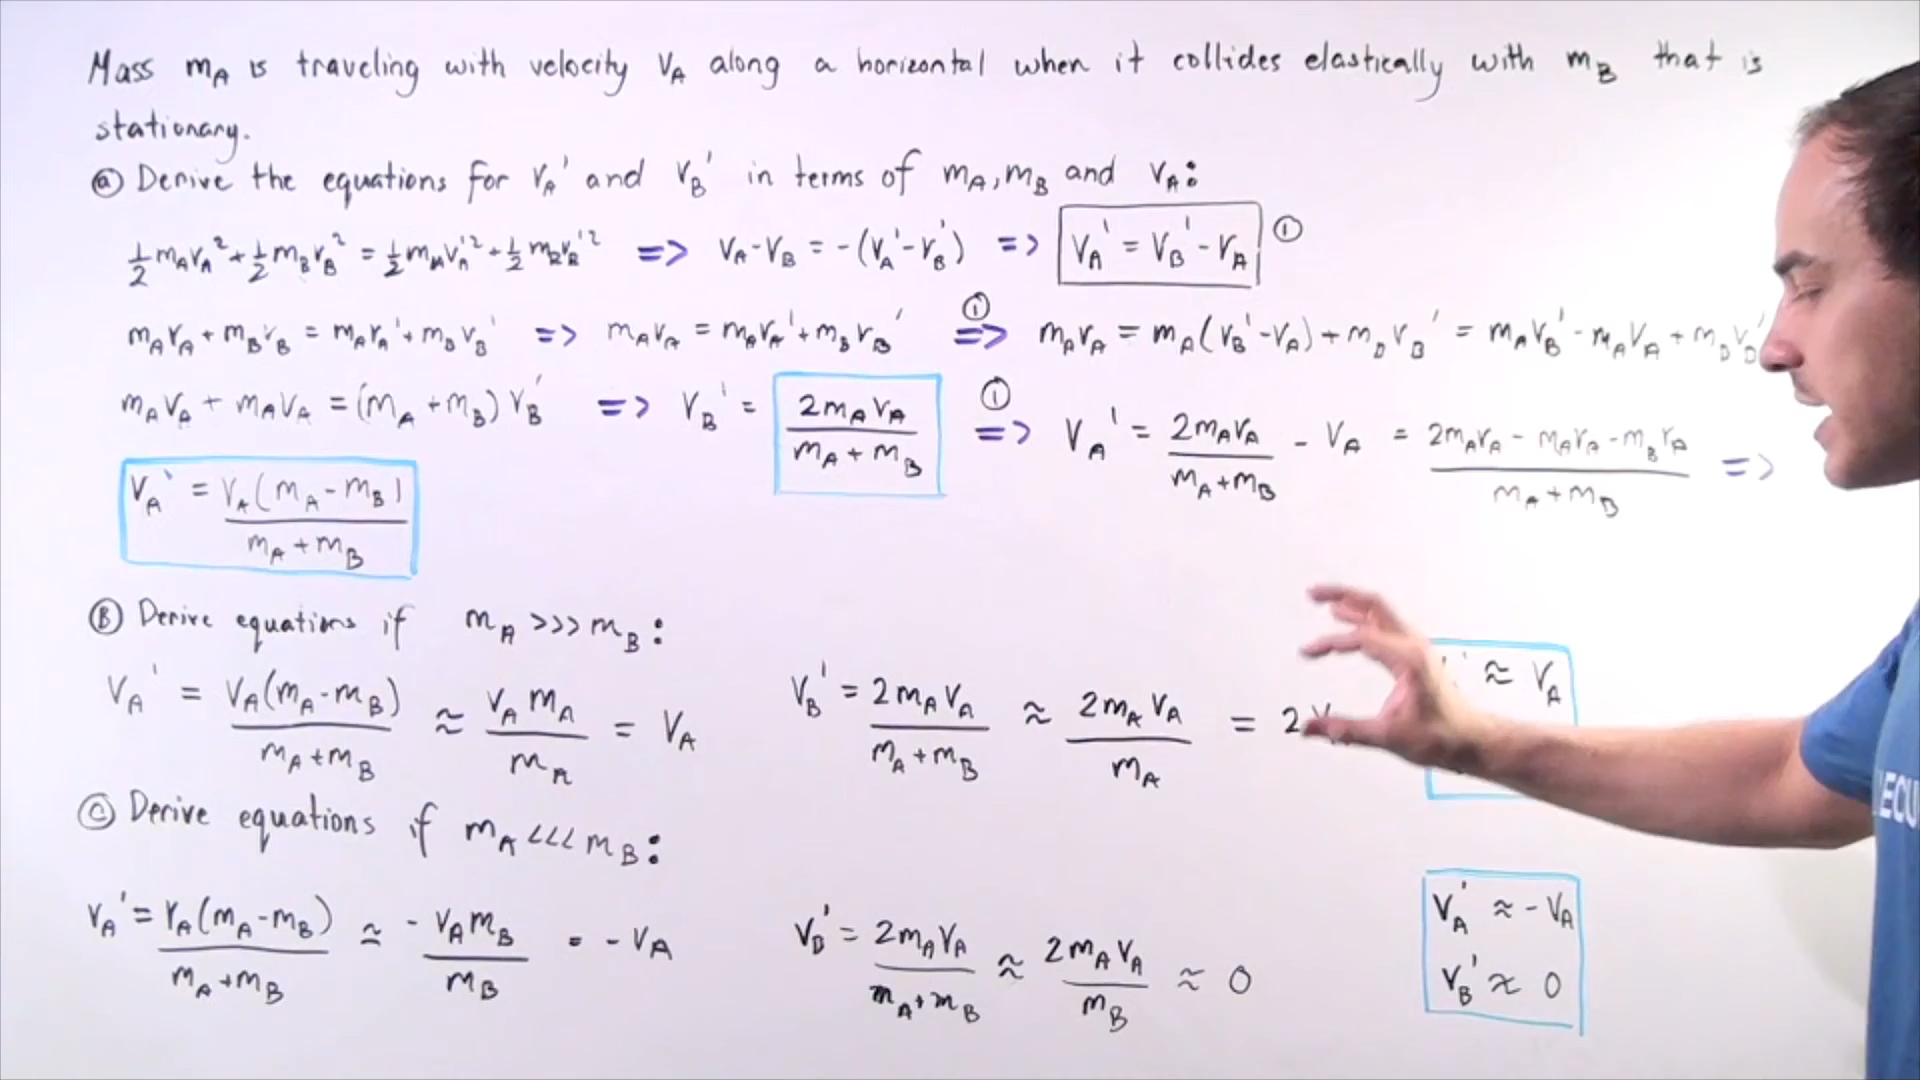 Mass mA is traveling with velocity VA along a horizontal when it collides elastically with mB that is
stationary.
ⓐ Derive the equations for VA' and VB' in terms of mA, mB and VA:
½mAVA² + ½mBVB² = ½mAVA'² + ½mBVB'² => VA - VB = -(VA' - VB') => VA' = VB' - VA ①
mAVA + mBVB = mAVA' + mBVB' => mAVA = mAVA' + mBVB' ① => mAVA = mA(VB' - VA) + mBVB' = mAVB' - mAVA + mBVB'
mAVA + mAVA = (mA + mB)VB' => VB' = 2mAVA / (mA + mB) ① => VA' = 2mAVA / (mA + mB) - VA = (2mAVA - mAVA - mBVA) / (mA + mB) =>
VA' = VA(mA - mB) / (mA + mB)
Ⓑ Derive equations if mA >>> mB:
VA' = VA(mA - mB) / (mA + mB) ≈ VAmA / mA = VA VB' = 2mAVA / (mA + mB) ≈ 2mAVA / mA = 2V ' ≈ VA
Ⓒ Derive equations if mA <<< mB:
VA' = VA(mA - mB) / (mA + mB) ≈ - VAmB / mB = - VA VB' = 2mAVA / (mA + mB) ≈ 2mAVA / mB ≈ 0
VA' ≈ - VA
VB' ≈ 0